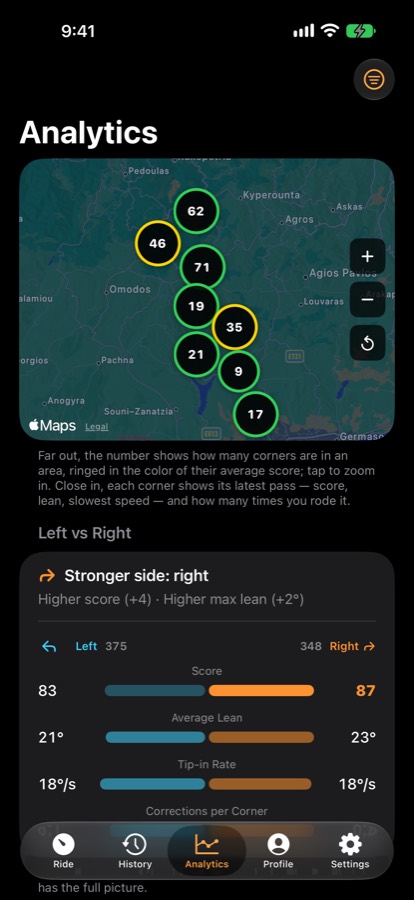 9:41
Analytics
Pedoulas
Kyperounta
Askas
62
Agros
46
71
Agios Pavlos
Omodos
19
Louvaras
35
21
Pachna
9
Anogyra
Souni-Zanatzia
17
Maps Legal
Far out, the number shows how many corners are in an
area, ringed in the color of their average score; tap to zoom
in. Close in, each corner shows its latest pass — score,
lean, slowest speed — and how many times you rode it.
Left vs Right
Stronger side: right
Higher score (+4) · Higher max lean (+2°)
Left 375 348 Right
Score
83 87
Average Lean
21° 23°
Tip-in Rate
18°/s 18°/s
Corrections per Corner
Ride History Analytics Profile Settings
has the full picture.